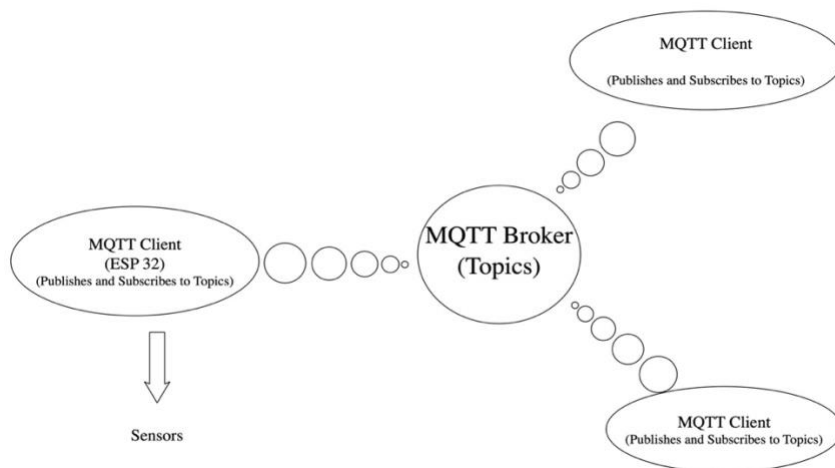 MQTT Client
(Publishes and Subscribes to Topics)
MQTT Broker
(Topics)
MQTT Client
(ESP 32)
(Publishes and Subscribes to Topics)
Sensors
MQTT Client
(Publishes and Subscribes to Topics)